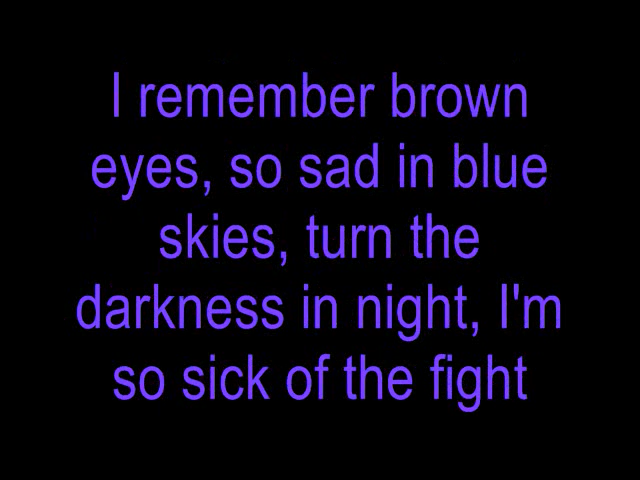 I remember brown
eyes, so sad in blue
skies, turn the
darkness in night, I'm
so sick of the fight